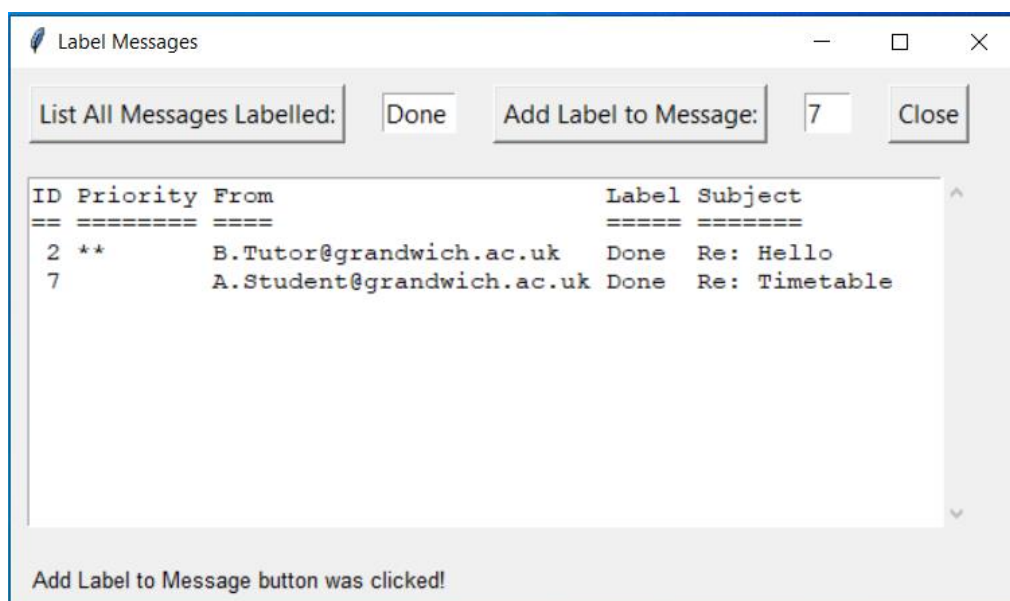 Label Messages
List All Messages Labelled: Done Add Label to Message: 7 Close
ID Priority From Label Subject
== ======== ==== ===== =======
2 ** B.Tutor@grandwich.ac.uk Done Re: Hello
7 A.Student@grandwich.ac.uk Done Re: Timetable
Add Label to Message button was clicked!